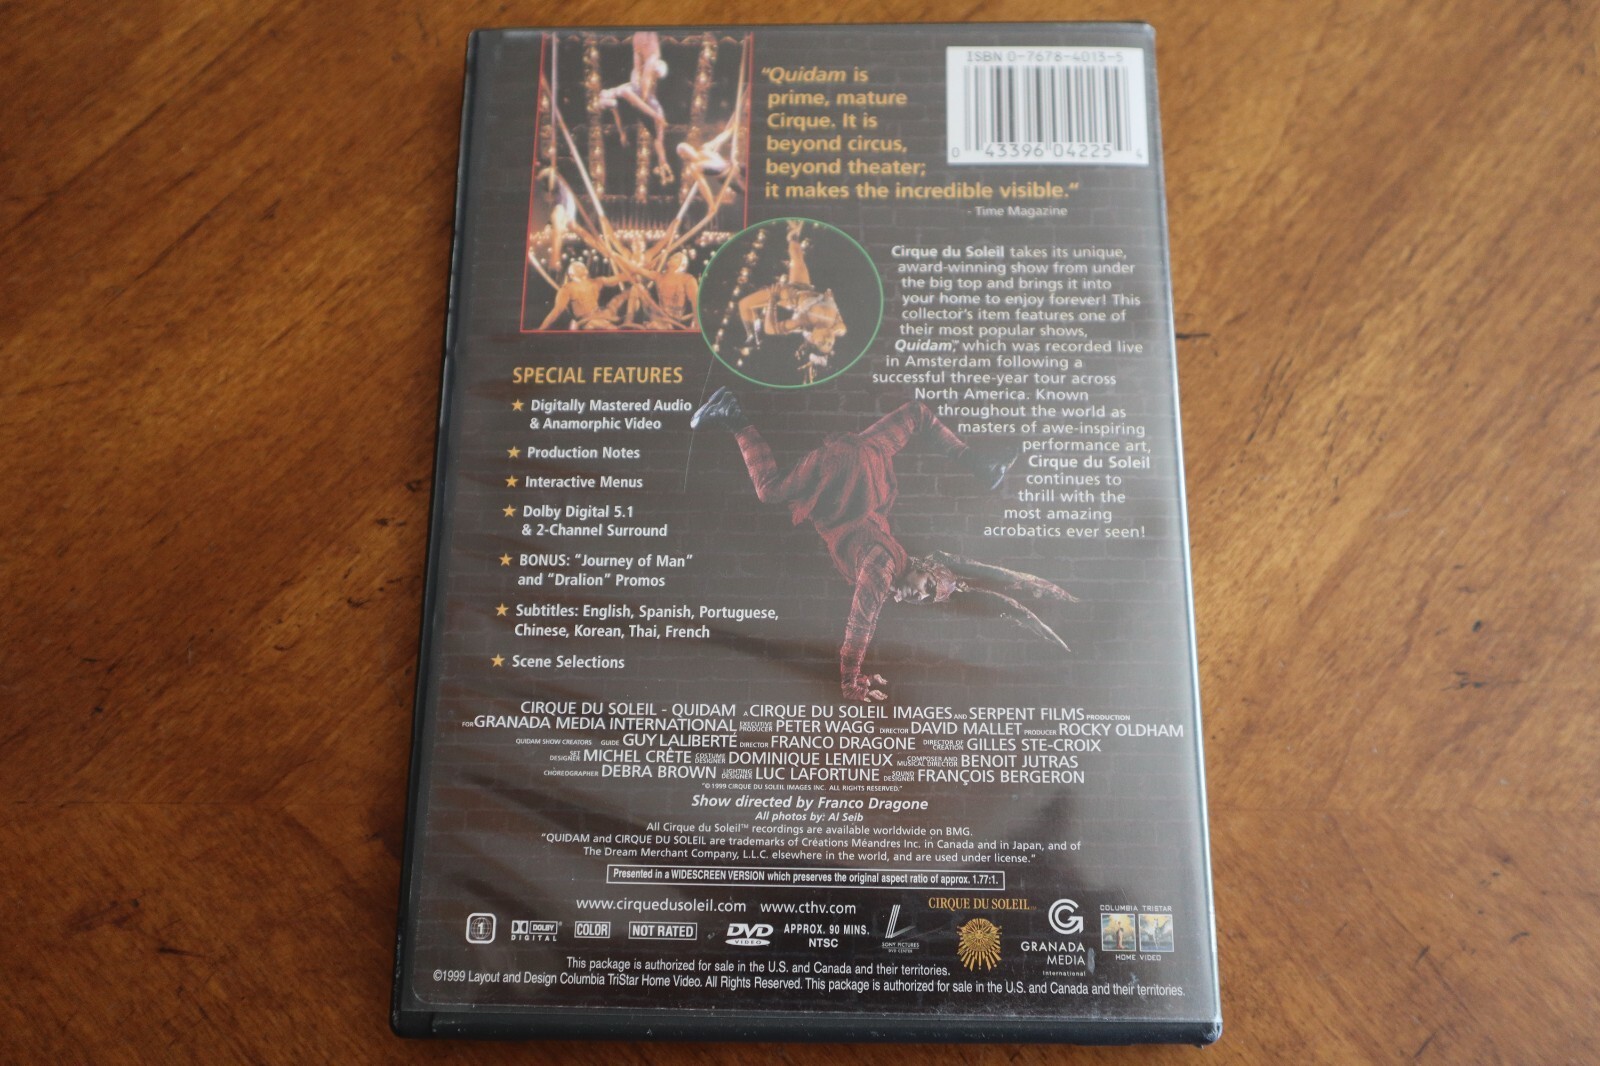 ISBN 0-7678-4013-5
0 43396 04225 4
"Quidam is
prime, mature
Cirque. It is
beyond circus,
beyond theater;
it makes the incredible visible."
- Time Magazine
Cirque du Soleil takes its unique,
award-winning show from under
the big top and brings it into
your home to enjoy forever! This
collector's item features one of
their most popular shows,
Quidam,™ which was recorded live
in Amsterdam following a
successful three-year tour across
North America. Known
throughout the world as
masters of awe-inspiring
performance art,
Cirque du Soleil
continues to
thrill with the
most amazing
acrobatics ever seen!
SPECIAL FEATURES
★ Digitally Mastered Audio
& Anamorphic Video
★ Production Notes
★ Interactive Menus
★ Dolby Digital 5.1
& 2-Channel Surround
★ BONUS: "Journey of Man"
and "Dralion" Promos
★ Subtitles: English, Spanish, Portuguese,
Chinese, Korean, Thai, French
★ Scene Selections
CIRQUE DU SOLEIL - QUIDAM A CIRQUE DU SOLEIL IMAGES AND SERPENT FILMS PRODUCTION
FOR GRANADA MEDIA INTERNATIONAL EXECUTIVE PRODUCER PETER WAGG DIRECTOR DAVID MALLET PRODUCER ROCKY OLDHAM
QUIDAM SHOW CREATORS GUIDE GUY LALIBERTÉ DIRECTOR FRANCO DRAGONE DIRECTOR OF CREATION GILLES STE-CROIX
SET DESIGNER MICHEL CRÊTE COSTUME DESIGNER DOMINIQUE LEMIEUX COMPOSER AND MUSICAL DIRECTOR BENOIT JUTRAS
CHOREOGRAPHER DEBRA BROWN LIGHTING DESIGNER LUC LAFORTUNE SOUND DESIGNER FRANÇOIS BERGERON
"©1999 CIRQUE DU SOLEIL IMAGES INC. ALL RIGHTS RESERVED."
Show directed by Franco Dragone
All photos by: Al Seib
All Cirque du Soleil™ recordings are available worldwide on BMG.
"QUIDAM and CIRQUE DU SOLEIL are trademarks of Créations Méandres Inc. in Canada and in Japan, and of
The Dream Merchant Company, L.L.C. elsewhere in the world, and are used under license."
Presented in a WIDESCREEN VERSION which preserves the original aspect ratio of approx. 1.77:1.
www.cirquedusoleil.com www.cthv.com
1
DOLBY DIGITAL
COLOR
NOT RATED
DVD VIDEO
APPROX. 90 MINS.
NTSC
SONY PICTURES
DVD CENTER
CIRQUE DU SOLEIL™
GRANADA
MEDIA
International
COLUMBIA TRISTAR
HOME VIDEO
This package is authorized for sale in the U.S. and Canada and their territories.
©1999 Layout and Design Columbia TriStar Home Video. All Rights Reserved. This package is authorized for sale in the U.S. and Canada and their territories.